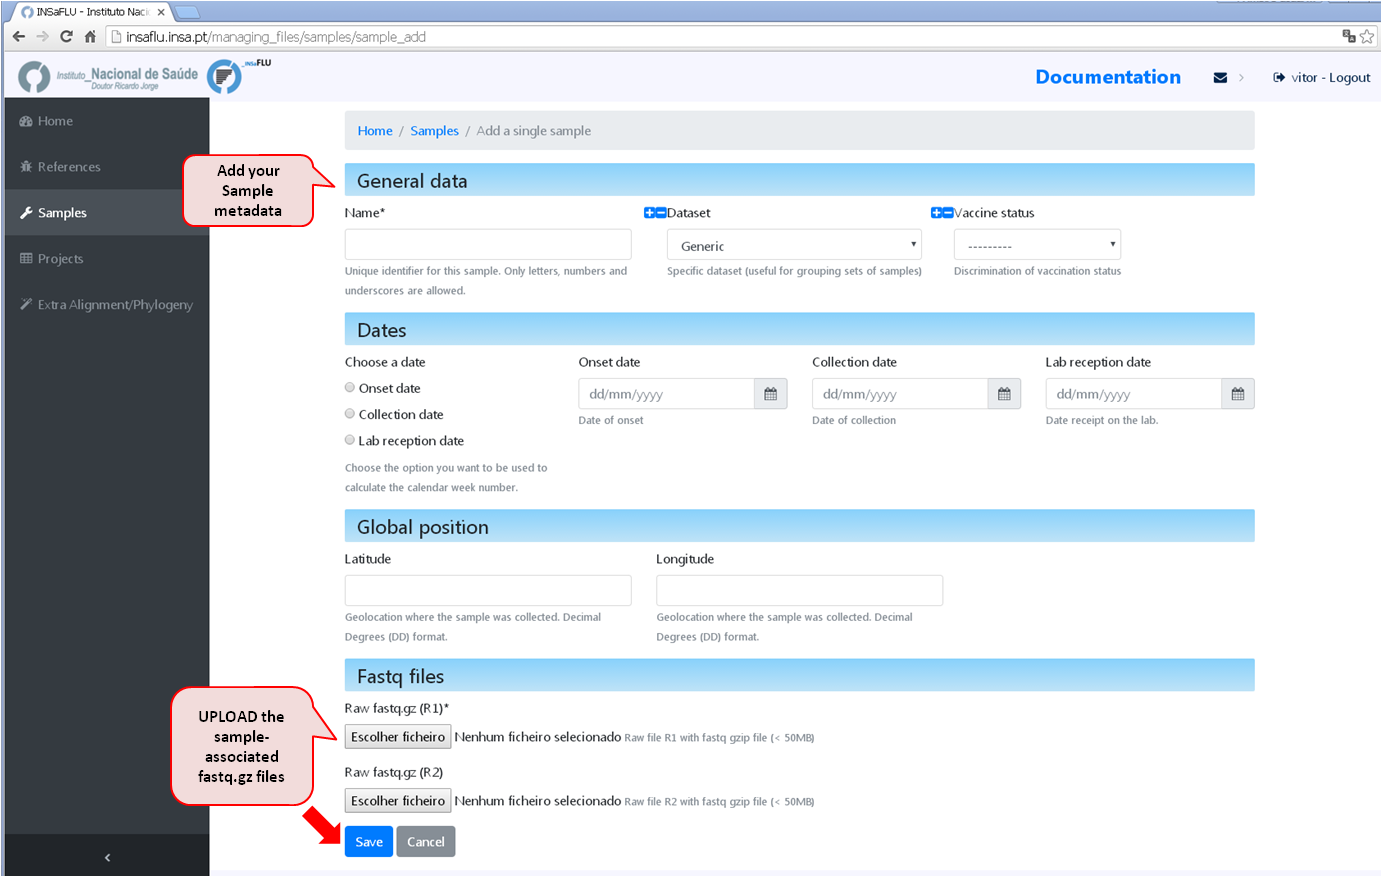 INSaFLU - Instituto Nac
insaflu.insa.pt/managing_files/samples/sample_add
Instituto_Nacional de Saúde
Doutor Ricardo Jorge
_INSaFLU
Documentation
vitor - Logout
Home
References
Samples
Projects
Extra Alignment/Phylogeny
Home / Samples / Add a single sample
Add your
Sample
metadata
General data
Name*
Dataset
Vaccine status
Generic
---------
Unique identifier for this sample. Only letters, numbers and
underscores are allowed.
Specific dataset (useful for grouping sets of samples)
Discrimination of vaccination status
Dates
Choose a date
Onset date
Collection date
Lab reception date
Choose the option you want to be used to
calculate the calendar week number.
Onset date
dd/mm/yyyy
Date of onset
Collection date
dd/mm/yyyy
Date of collection
Lab reception date
dd/mm/yyyy
Date receipt on the lab.
Global position
Latitude
Geolocation where the sample was collected. Decimal
Degrees (DD) format.
Longitude
Geolocation where the sample was collected. Decimal
Degrees (DD) format.
UPLOAD the
sample-
associated
fastq.gz files
Fastq files
Raw fastq.gz (R1)*
Escolher ficheiro Nenhum ficheiro selecionado Raw file R1 with fastq gzip file (< 50MB)
Raw fastq.gz (R2)
Escolher ficheiro Nenhum ficheiro selecionado Raw file R2 with fastq gzip file (< 50MB)
Save Cancel